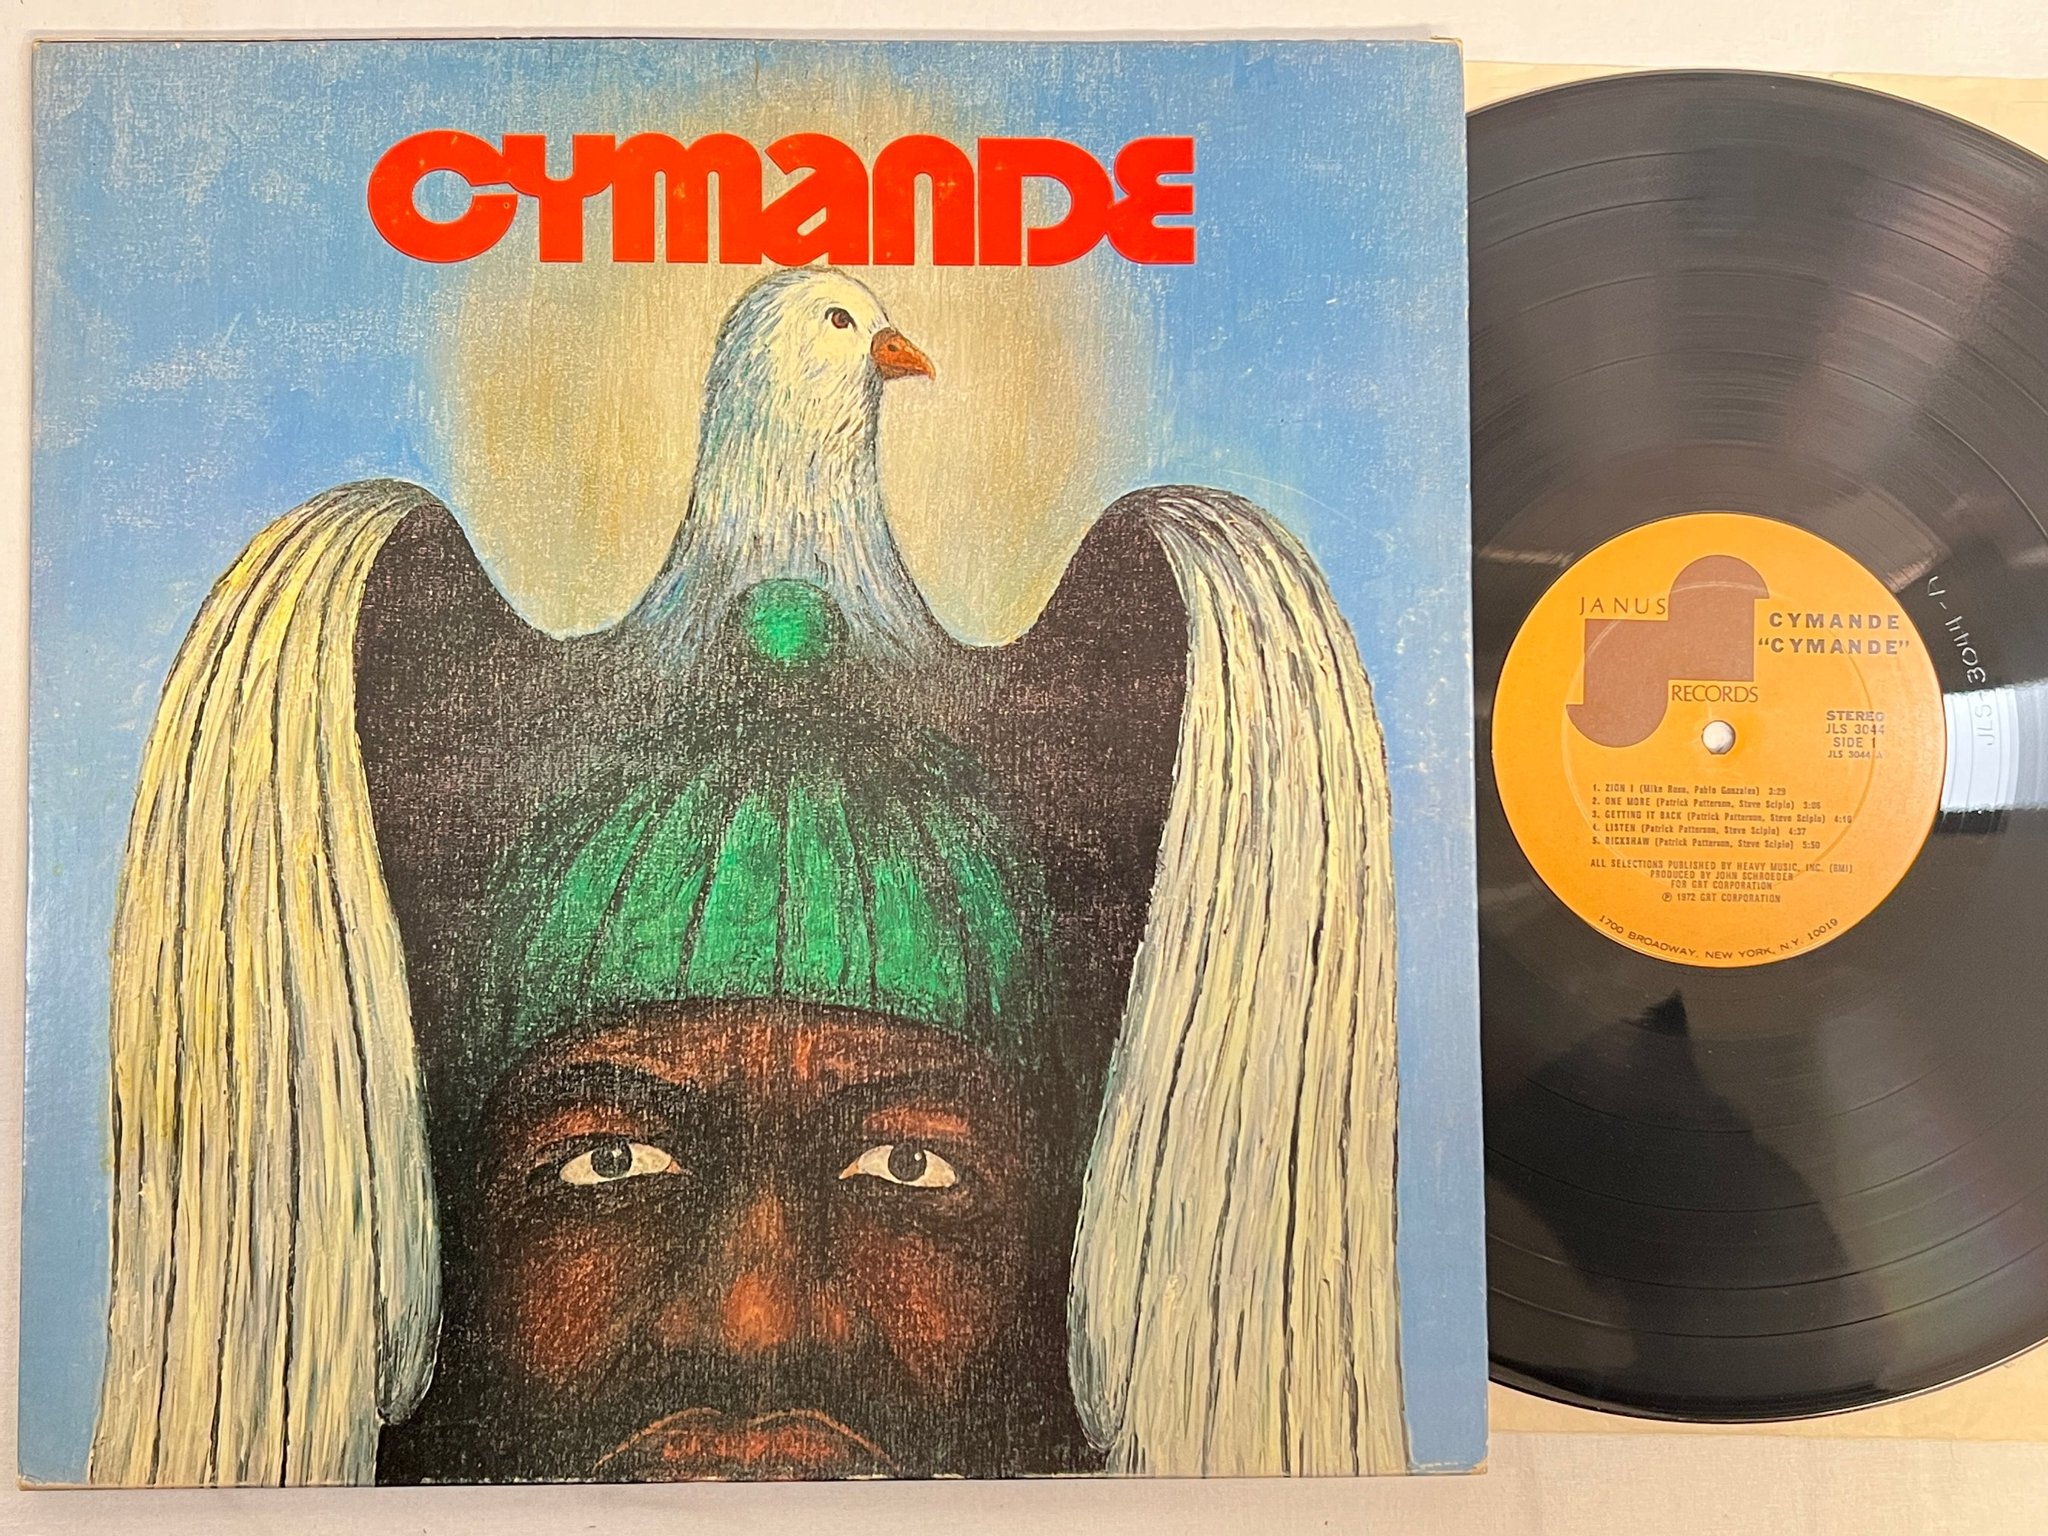 CYMANDE
JANUS
RECORDS
CYMANDE
"CYMANDE"
STEREO
JLS 3044
SIDE 1
JLS 3044 A
1. ZION I (Mike Rose, Pablo Gonzales) 3:29
2. ONE MORE (Patrick Patterson, Steve Scipio) 3:06
3. GETTING IT BACK (Patrick Patterson, Steve Scipio) 4:10
4. LISTEN (Patrick Patterson, Steve Scipio) 4:37
5. RICKSHAW (Patrick Patterson, Steve Scipio) 5:50
ALL SELECTIONS PUBLISHED BY HEAVY MUSIC, INC. (BMI)
PRODUCED BY JOHN SCHROEDER
FOR GRT CORPORATION
℗ 1972 GRT CORPORATION
1700 BROADWAY, NEW YORK, N.Y. 10019
JLS 3044-A